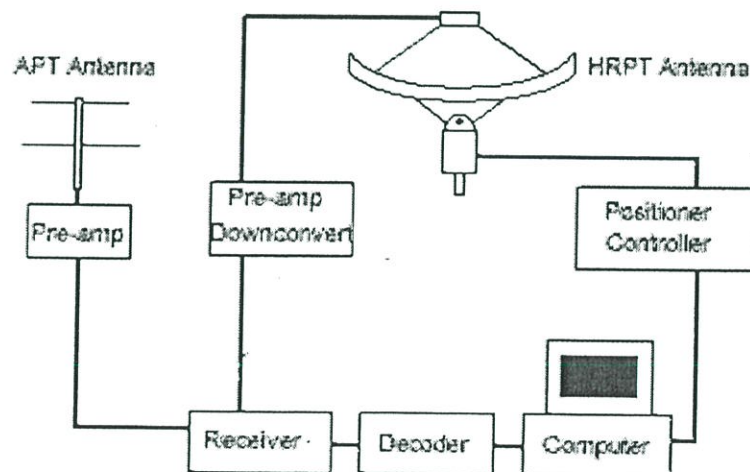 APT Antenna
HRPT Antenna
Pre-amp
Downconvert
Pre-amp
Positioner
Controller
Receiver
Decoder
Computer